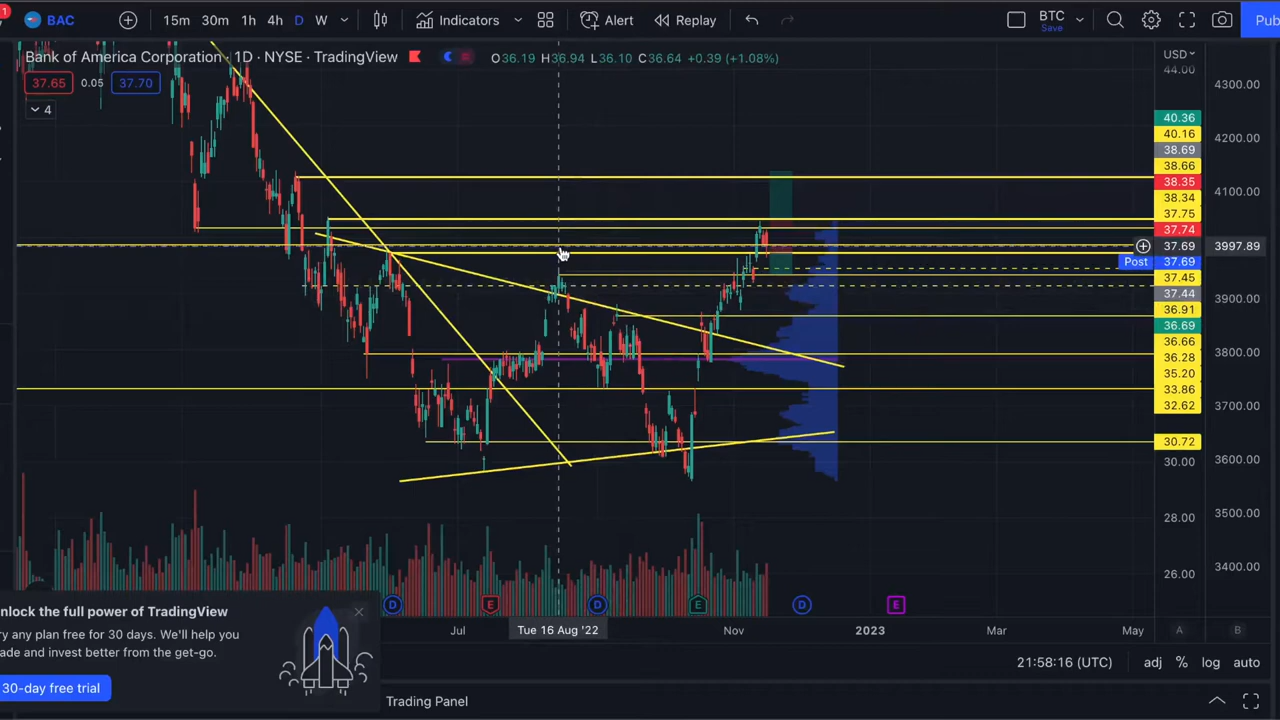 1
BAC
15m 30m 1h 4h D W
Indicators
Alert
Replay
BTC
Save
Pub
Bank of America Corporation · 1D · NYSE · TradingView
O36.19 H36.94 L36.10 C36.64 +0.39 (+1.08%)
37.65 0.05 37.70
4
USD
44.00
40.36
40.16
38.69
38.66
38.35
38.34
37.75
37.74
37.69
Post 37.69
37.45
37.44
36.91
36.69
36.66
36.28
35.20
33.86
32.62
30.72
30.00
28.00
26.00
4300.00
4200.00
4100.00
3997.89
3900.00
3800.00
3700.00
3600.00
3500.00
3400.00
D E D E D E
Jul Tue 16 Aug '22 Nov 2023 Mar May A B
nlock the full power of TradingView
ry any plan free for 30 days. We'll help you
ade and invest better from the get-go.
30-day free trial
21:58:16 (UTC) adj % log auto
Trading Panel